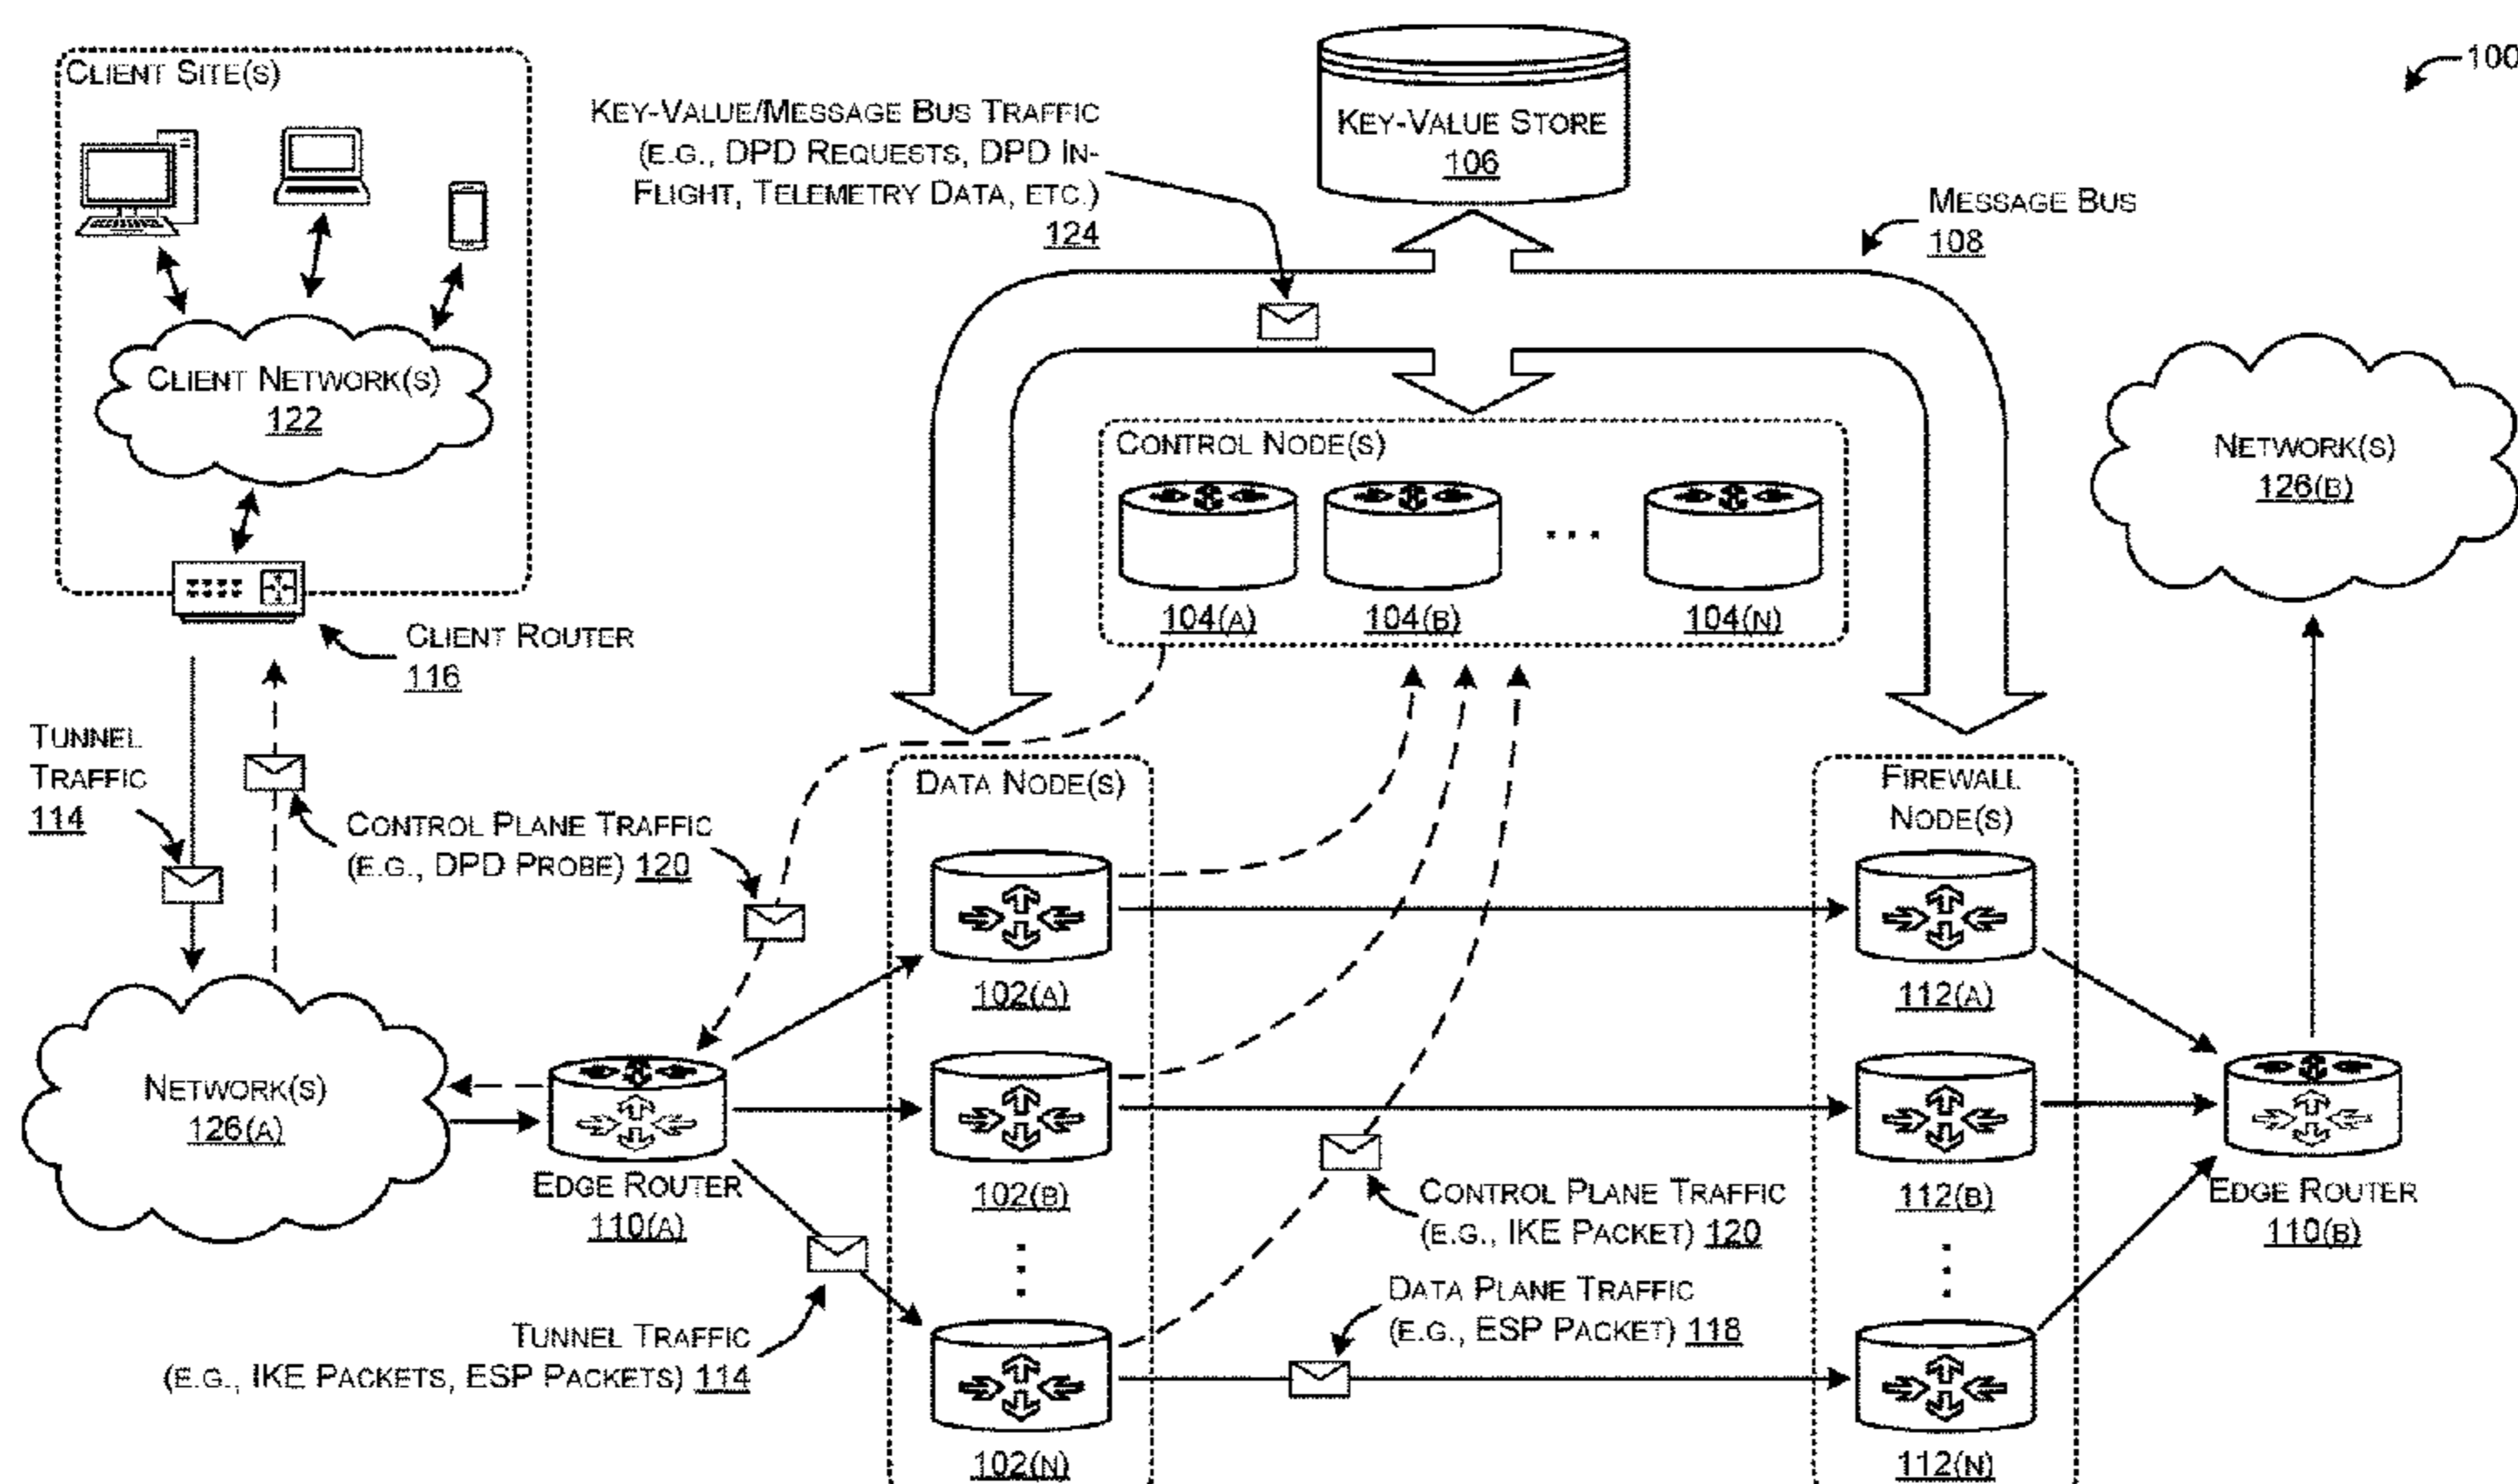 100
CLIENT SITE(S)
KEY-VALUE/MESSAGE BUS TRAFFIC
(E.G., DPD REQUESTS, DPD IN-
FLIGHT, TELEMETRY DATA, ETC.)
124
KEY-VALUE STORE
106
MESSAGE BUS
108
CLIENT NETWORK(S)
122
CONTROL NODE(S)
104(A)
104(B)
...
104(N)
NETWORK(S)
126(B)
CLIENT ROUTER
116
TUNNEL
TRAFFIC
114
CONTROL PLANE TRAFFIC
(E.G., DPD PROBE) 120
DATA NODE(S)
102(A)
102(B)
102(N)
FIREWALL
NODE(S)
112(A)
112(B)
112(N)
NETWORK(S)
126(A)
EDGE ROUTER
110(A)
CONTROL PLANE TRAFFIC
(E.G., IKE PACKET) 120
EDGE ROUTER
110(B)
DATA PLANE TRAFFIC
(E.G., ESP PACKET) 118
TUNNEL TRAFFIC
(E.G., IKE PACKETS, ESP PACKETS) 114